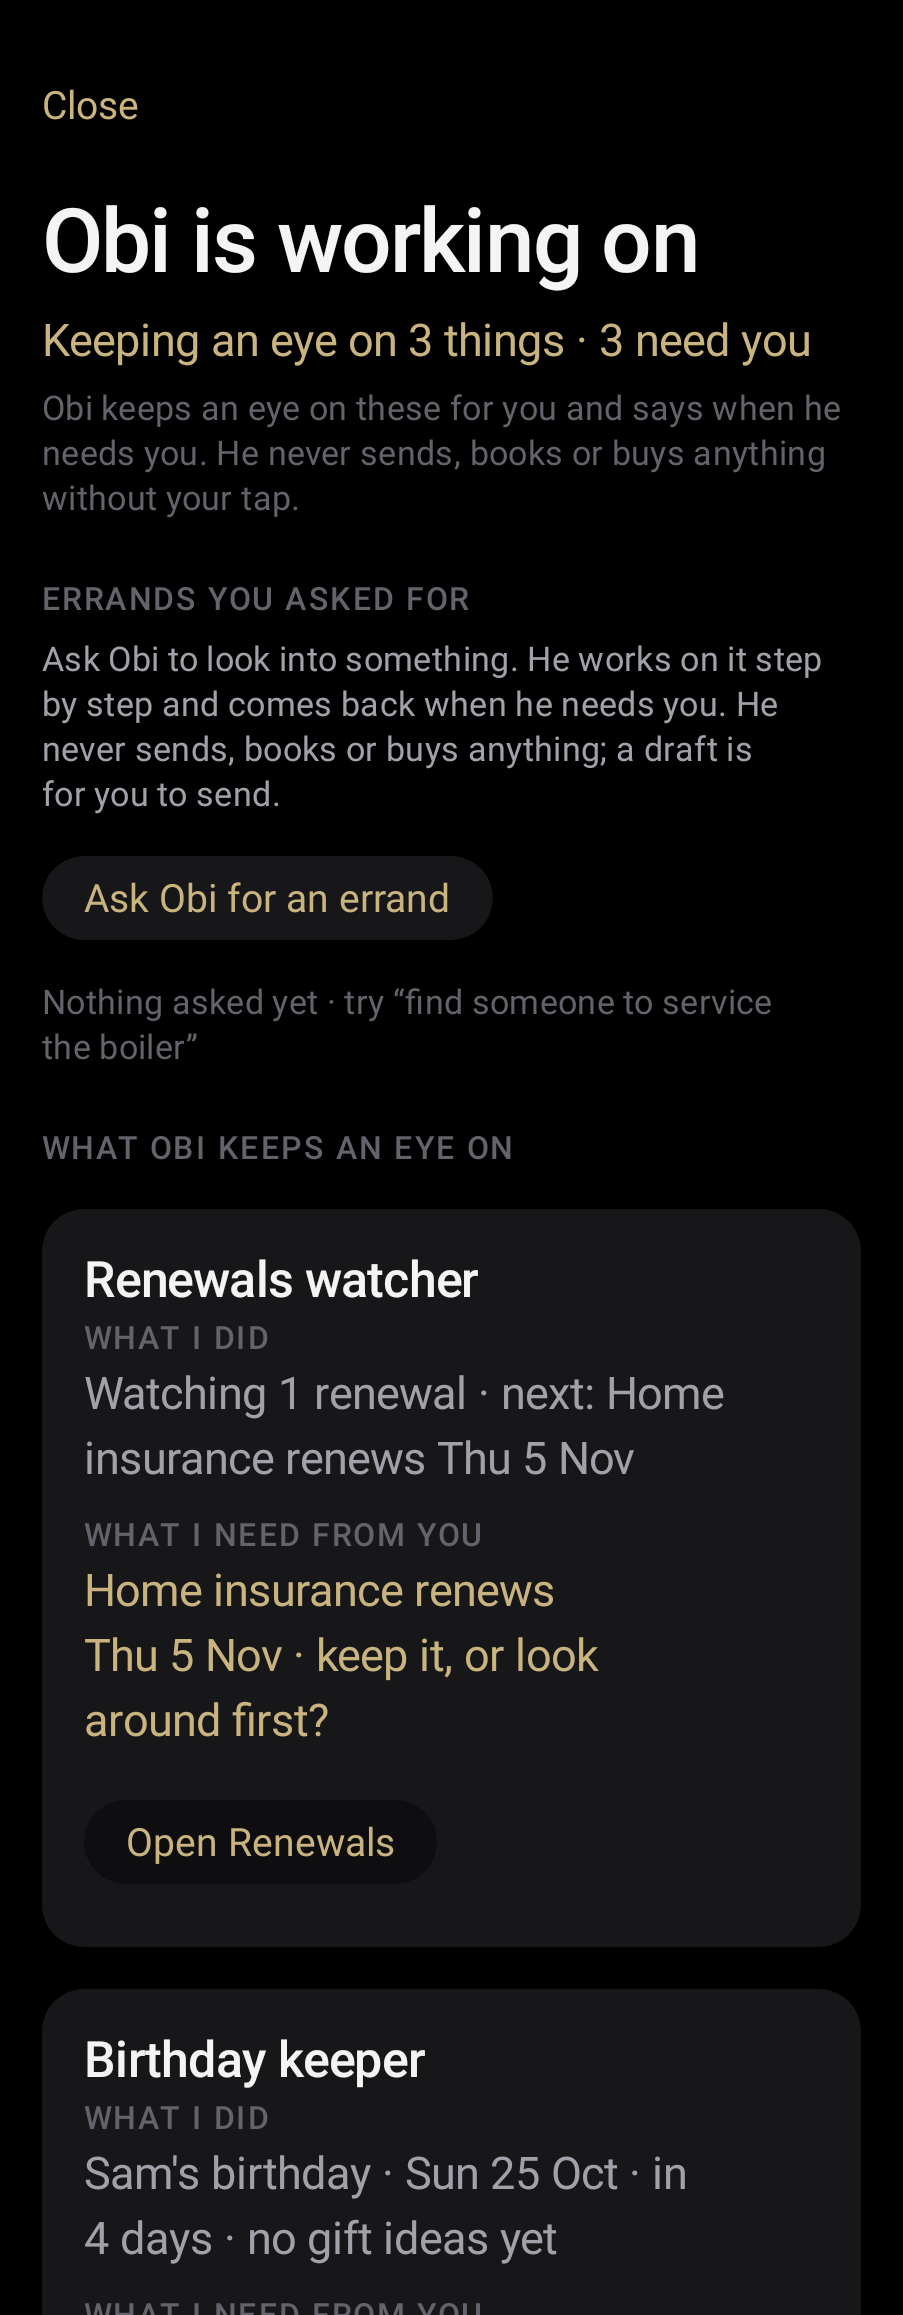 Close
Obi is working on
Keeping an eye on 3 things · 3 need you
Obi keeps an eye on these for you and says when he
needs you. He never sends, books or buys anything
without your tap.
ERRANDS YOU ASKED FOR
Ask Obi to look into something. He works on it step
by step and comes back when he needs you. He
never sends, books or buys anything; a draft is
for you to send.
Ask Obi for an errand
Nothing asked yet · try “find someone to service
the boiler”
WHAT OBI KEEPS AN EYE ON
Renewals watcher
WHAT I DID
Watching 1 renewal · next: Home
insurance renews Thu 5 Nov
WHAT I NEED FROM YOU
Home insurance renews
Thu 5 Nov · keep it, or look
around first?
Open Renewals
Birthday keeper
WHAT I DID
Sam's birthday · Sun 25 Oct · in
4 days · no gift ideas yet
WHAT I NEED FROM YOU